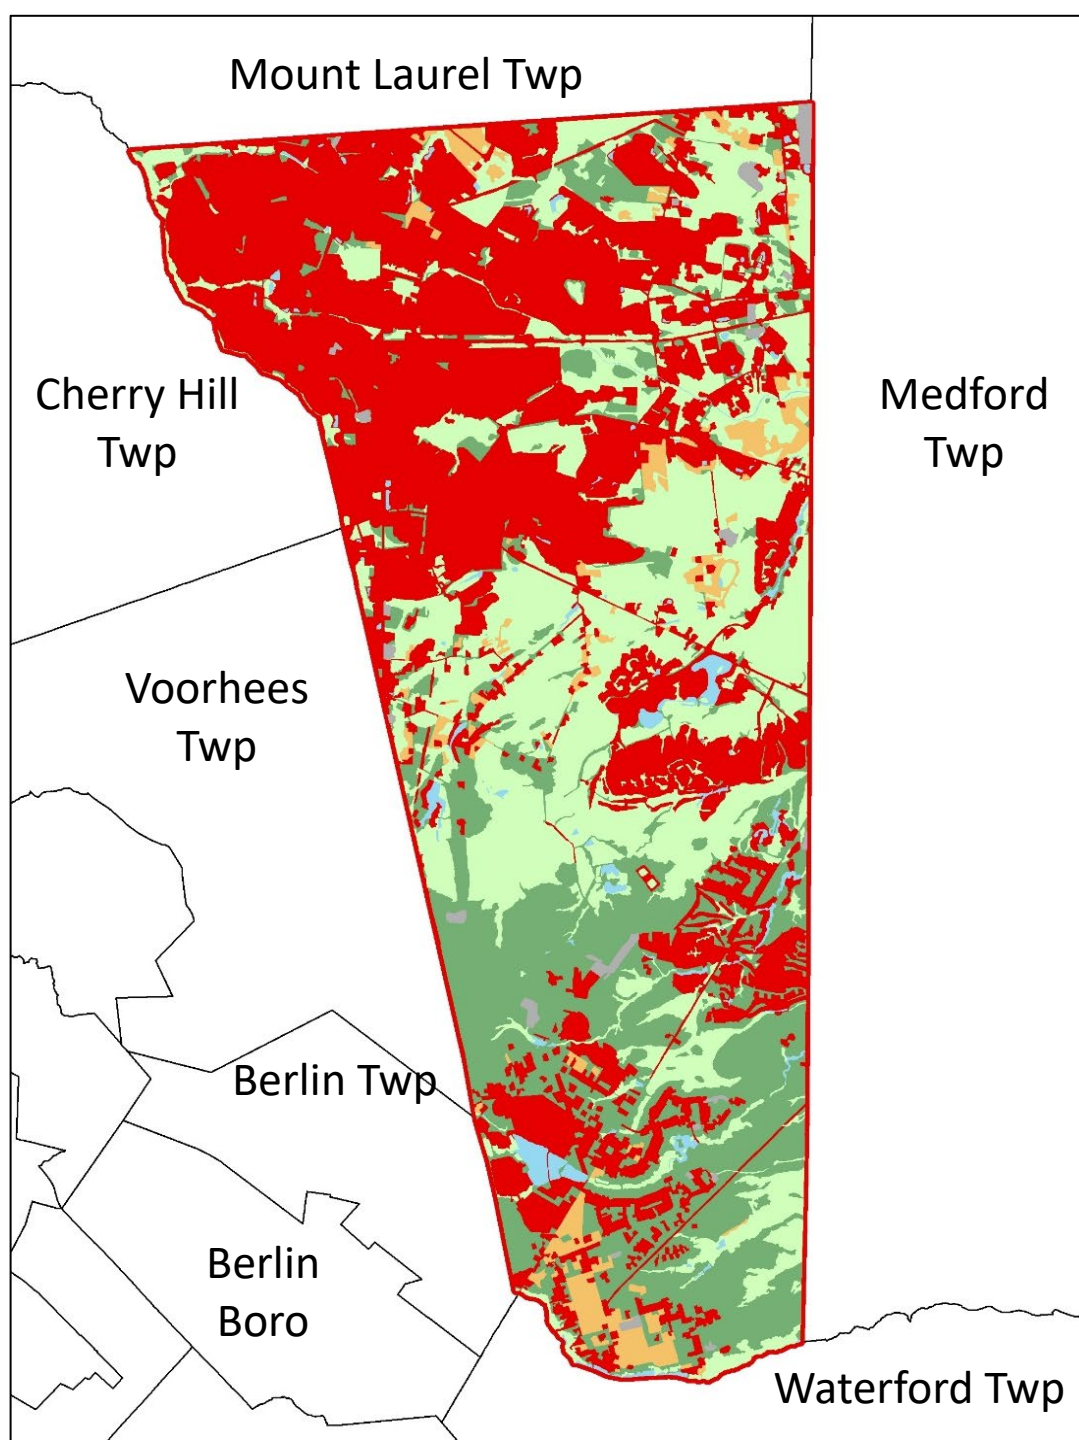 Mount Laurel Twp
Cherry Hill
Twp
Medford
Twp
Voorhees
Twp
Berlin Twp
Berlin
Boro
Waterford Twp